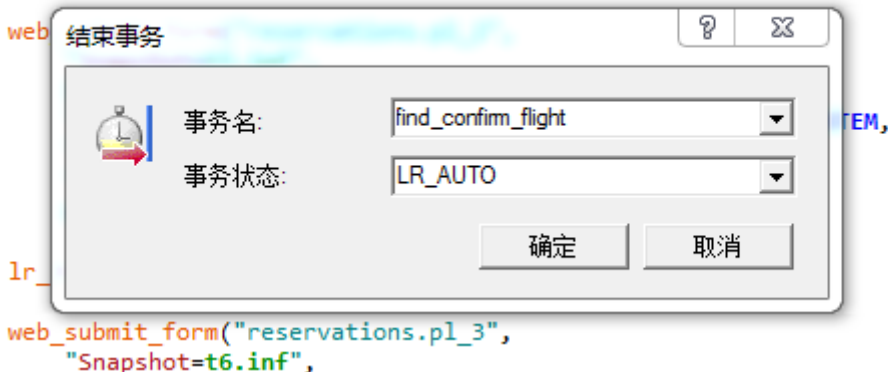 web
结束事务
事务名:
find_confirm_flight
TEM,
事务状态:
LR_AUTO
确定
取消
lr_
web_submit_form("reservations.pl_3",
"Snapshot=t6.inf",